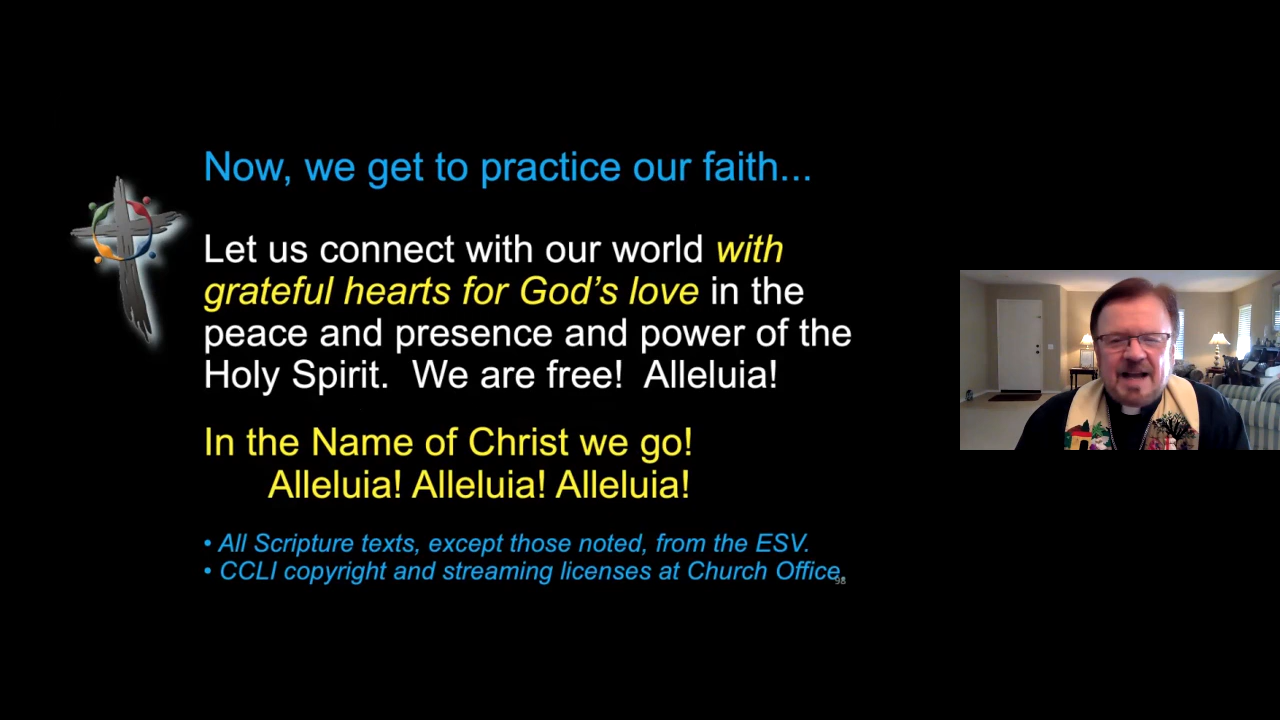 Now, we get to practice our faith...
Let us connect with our world with
grateful hearts for God’s love in the
peace and presence and power of the
Holy Spirit.  We are free!  Alleluia!
In the Name of Christ we go!
Alleluia! Alleluia! Alleluia!
• All Scripture texts, except those noted, from the ESV.
• CCLI copyright and streaming licenses at Church Office.
98